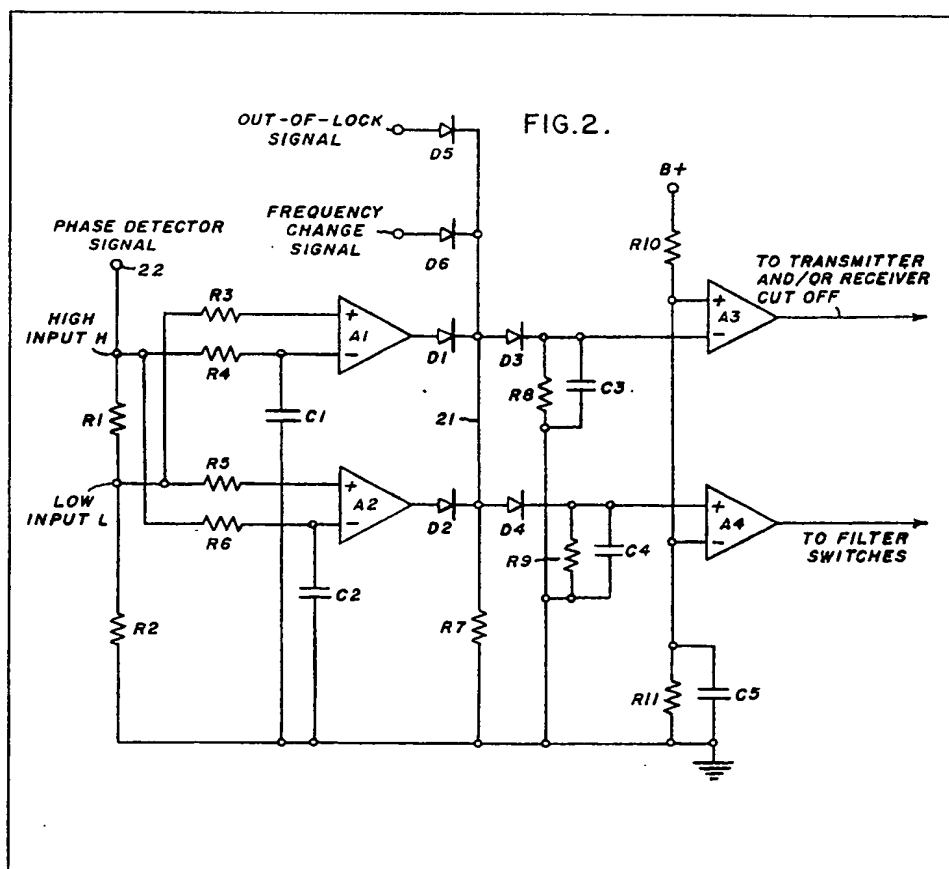 OUT-OF-LOCK
SIGNAL
D5
FIG.2.
B+
FREQUENCY
CHANGE
SIGNAL
D6
PHASE DETECTOR
SIGNAL
22
R10
TO TRANSMITTER
AND/OR RECEIVER
CUT OFF
R3
HIGH
INPUT H
R4
+
A1
-
D1
D3
+
A3
-
R8
C3
R1
C1
21
R5
LOW
INPUT L
R6
+
A2
-
D2
D4
+
A4
-
TO FILTER
SWITCHES
R9
C4
C2
R2
R7
R11
C5